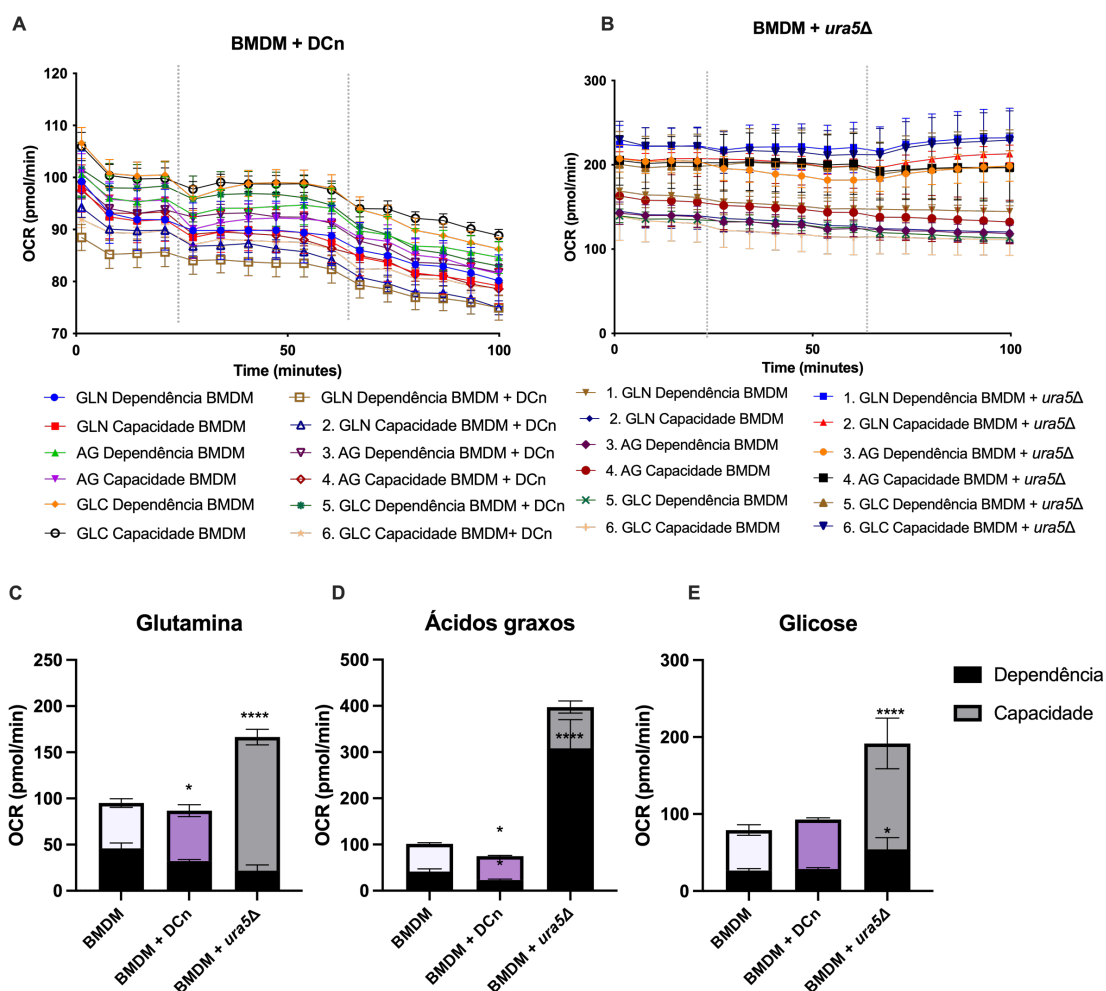 A
BMDM + DCn
120
110
100
90
80
70
OCR (pmol/min)
0
50
100
Time (minutes)
GLN Dependência BMDM
GLN Capacidade BMDM
AG Dependência BMDM
AG Capacidade BMDM
GLC Dependência BMDM
GLC Capacidade BMDM
GLN Dependência BMDM + DCn
2. GLN Capacidade BMDM + DCn
3. AG Dependência BMDM + DCn
4. AG Capacidade BMDM + DCn
5. GLC Dependência BMDM + DCn
6. GLC Capacidade BMDM+ DCn
B
BMDM + ura5Δ
300
200
100
0
OCR (pmol/min)
0
50
100
Time (minutes)
1. GLN Dependência BMDM
2. GLN Capacidade BMDM
3. AG Dependência BMDM
4. AG Capacidade BMDM
5. GLC Dependência BMDM
6. GLC Capacidade BMDM
1. GLN Dependência BMDM + ura5Δ
2. GLN Capacidade BMDM + ura5Δ
3. AG Dependência BMDM + ura5Δ
4. AG Capacidade BMDM + ura5Δ
5. GLC Dependência BMDM + ura5Δ
6. GLC Capacidade BMDM + ura5Δ
C
Glutamina
250
200
150
100
50
0
OCR (pmol/min)
*
****
BMDM
BMDM + DCn
BMDM + ura5Δ
D
Ácidos graxos
500
400
300
200
100
0
OCR (pmol/min)
*
*
****
BMDM
BMDM + DCn
BMDM + ura5Δ
E
Glicose
300
200
100
0
OCR (pmol/min)
****
*
BMDM
BMDM + DCn
BMDM + ura5Δ
Dependência
Capacidade